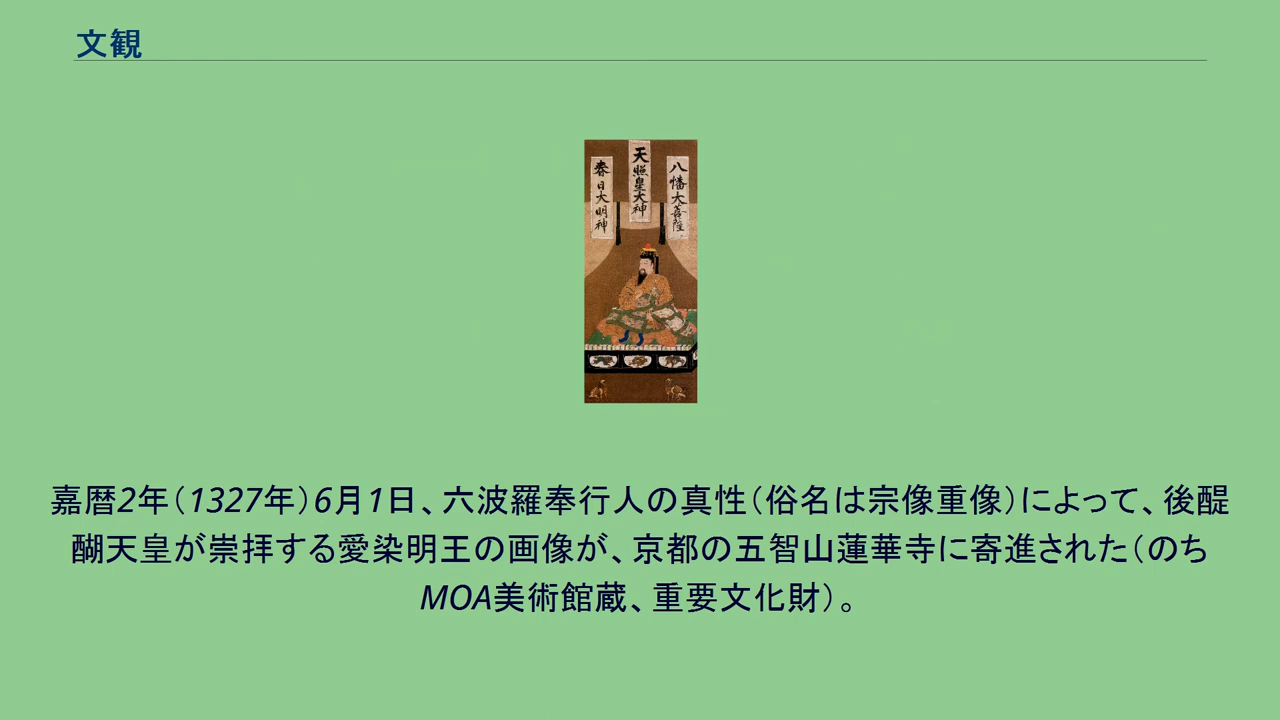 文観
八幡大菩薩
天照皇大神
春日大明神
嘉暦2年（1327年）6月1日、六波羅奉行人の真性（俗名は宗像重像）によって、後醍
醐天皇が崇拝する愛染明王の画像が、京都の五智山蓮華寺に寄進された（のち
MOA美術館蔵、重要文化財）。